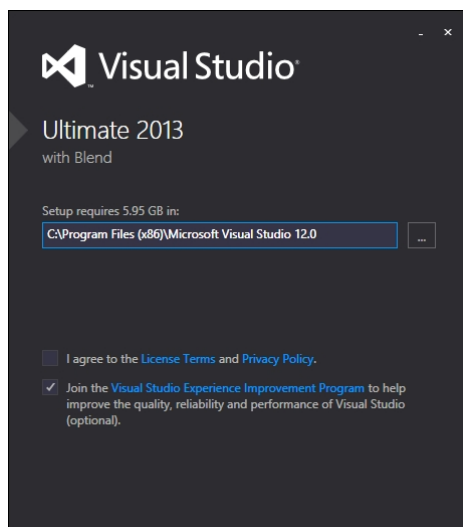 Visual Studio
Ultimate 2013
with Blend
Setup requires 5.95 GB in:
C:\Program Files (x86)\Microsoft Visual Studio 12.0
...
I agree to the License Terms and Privacy Policy.
Join the Visual Studio Experience Improvement Program to help
improve the quality, reliability and performance of Visual Studio
(optional).